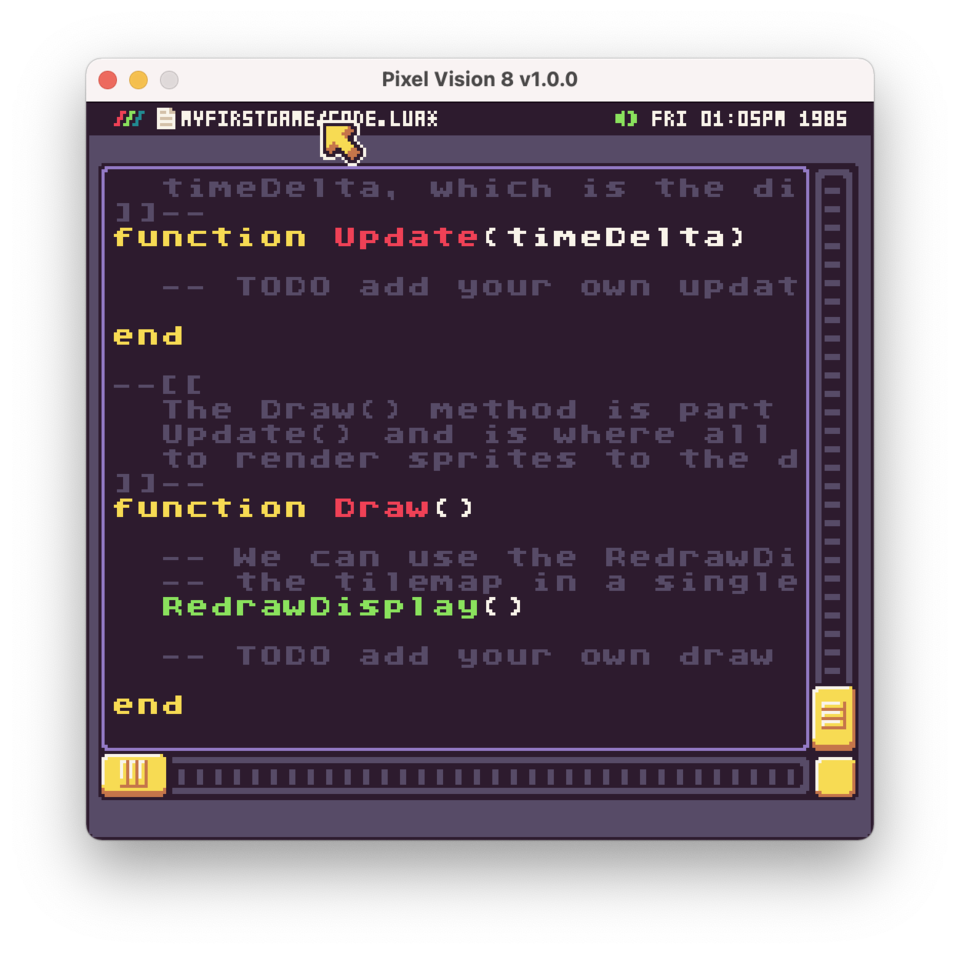 Pixel Vision 8 v1.0.0
MYFIRSTGAME/CODE.LUA* FRI 01:05PM 1985
timeDelta, which is the di
]]--
function Update(timeDelta)
-- TODO add your own updat
end
--[[
The Draw() method is part
Update() and is where all
to render sprites to the d
]]--
function Draw()
-- We can use the RedrawDi
-- the tilemap in a single
RedrawDisplay()
-- TODO add your own draw
end